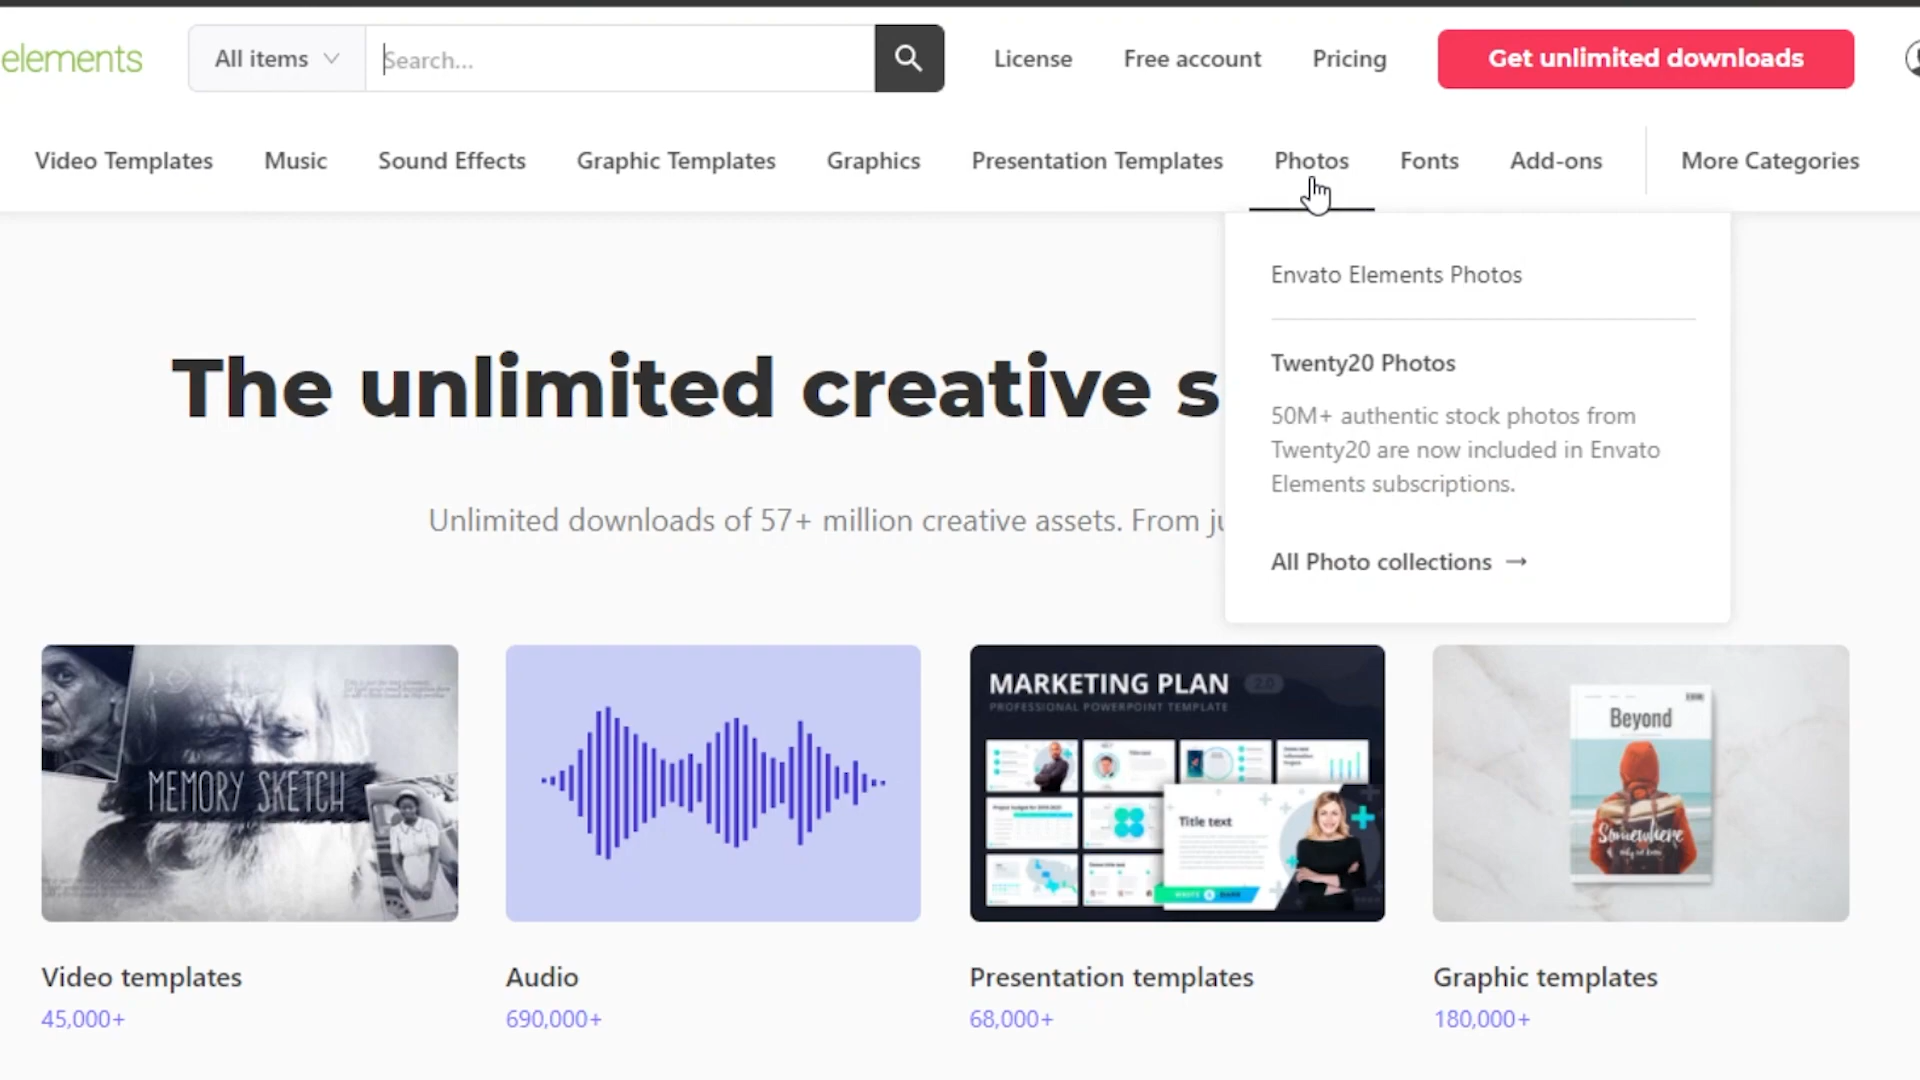 elements
All items
Search...
License
Free account
Pricing
Get unlimited downloads
Video Templates
Music
Sound Effects
Graphic Templates
Graphics
Presentation Templates
Photos
Fonts
Add-ons
More Categories
Envato Elements Photos
Twenty20 Photos
50M+ authentic stock photos from
Twenty20 are now included in Envato
Elements subscriptions.
All Photo collections →
The unlimited creative s
Unlimited downloads of 57+ million creative assets. From ju
MEMORY SKETCH
MARKETING PLAN 2.0
PROFESSIONAL POWERPOINT TEMPLATE
Title text
Beyond
Somewhere
Video templates
45,000+
Audio
690,000+
Presentation templates
68,000+
Graphic templates
180,000+